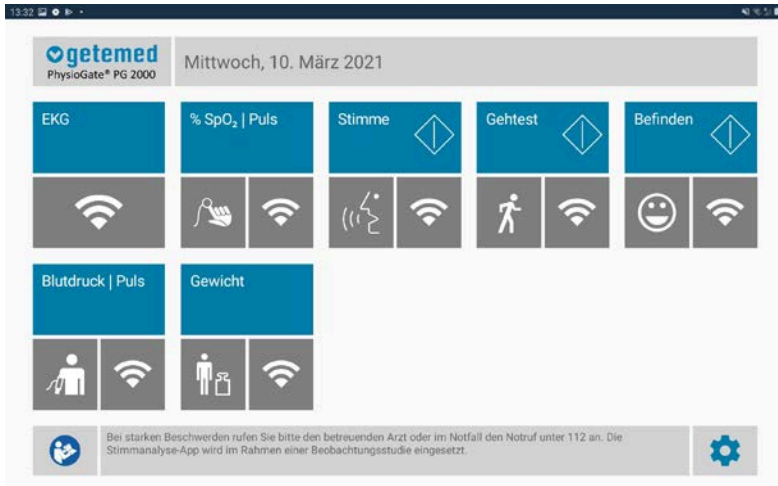 13:32
getemed
PhysioGate® PG 2000
Mittwoch, 10. März 2021
EKG
% SpO₂ | Puls
Stimme
Gehtest
Befinden
Blutdruck | Puls
Gewicht
Bei starken Beschwerden rufen Sie bitte den betreuenden Arzt oder im Notfall den Notruf unter 112 an. Die
Stimmanalyse-App wird im Rahmen einer Beobachtungsstudie eingesetzt.